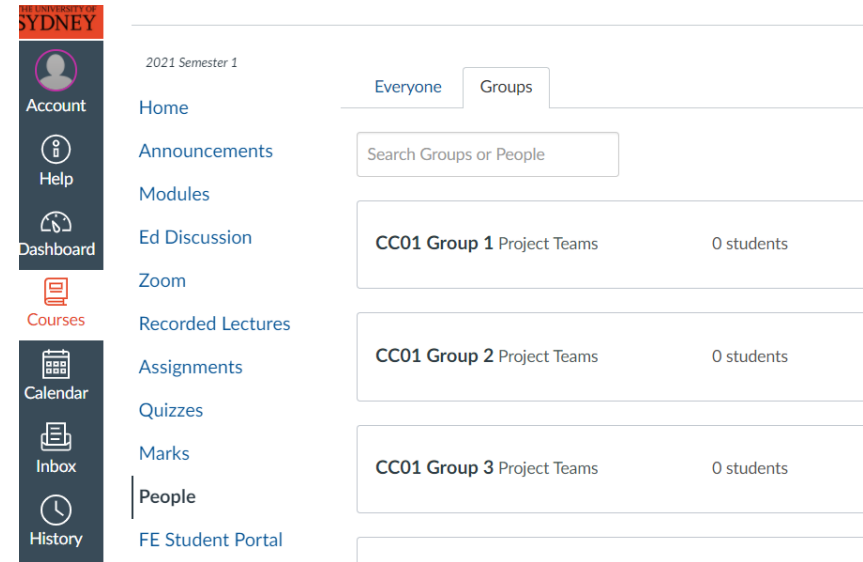 THE UNIVERSITY OF
SYDNEY
Account
Help
Dashboard
Courses
Calendar
Inbox
History
2021 Semester 1
Home
Announcements
Modules
Ed Discussion
Zoom
Recorded Lectures
Assignments
Quizzes
Marks
People
FE Student Portal
Everyone Groups
Search Groups or People
CC01 Group 1 Project Teams 0 students
CC01 Group 2 Project Teams 0 students
CC01 Group 3 Project Teams 0 students